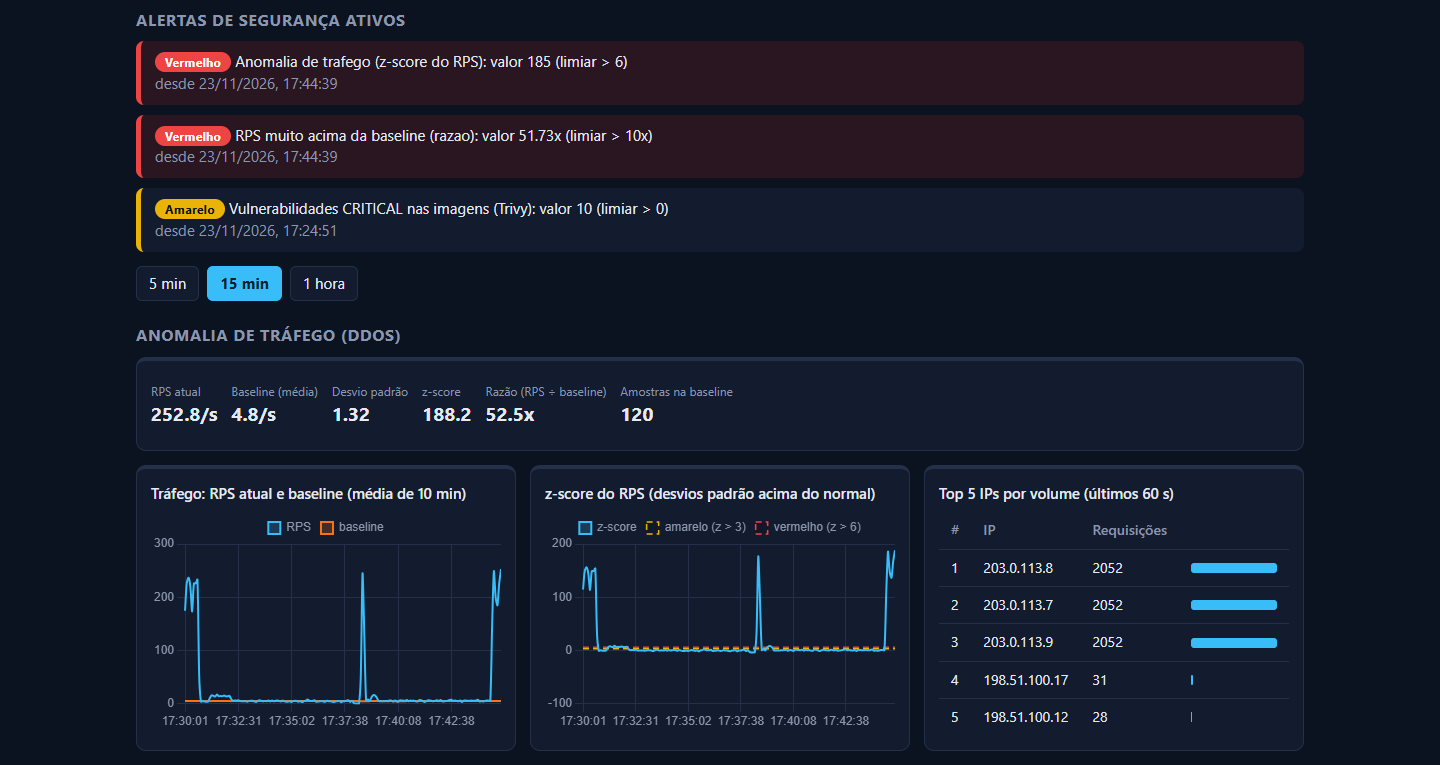 ALERTAS DE SEGURANÇA ATIVOS
Vermelho Anomalia de trafego (z-score do RPS): valor 185 (limiar > 6)
desde 23/11/2026, 17:44:39
Vermelho RPS muito acima da baseline (razao): valor 51.73x (limiar > 10x)
desde 23/11/2026, 17:44:39
Amarelo Vulnerabilidades CRITICAL nas imagens (Trivy): valor 10 (limiar > 0)
desde 23/11/2026, 17:24:51
5 min 15 min 1 hora
ANOMALIA DE TRÁFEGO (DDOS)
RPS atual Baseline (média) Desvio padrão z-score Razão (RPS ÷ baseline) Amostras na baseline
252.8/s 4.8/s 1.32 188.2 52.5x 120
Tráfego: RPS atual e baseline (média de 10 min)
RPS baseline
300
200
100
0
17:30:01 17:32:31 17:35:02 17:37:38 17:40:08 17:42:38
z-score do RPS (desvios padrão acima do normal)
z-score amarelo (z > 3) vermelho (z > 6)
200
100
0
-100
17:30:01 17:32:31 17:35:02 17:37:38 17:40:08 17:42:38
Top 5 IPs por volume (últimos 60 s)
# IP Requisições
1 203.0.113.8 2052
2 203.0.113.7 2052
3 203.0.113.9 2052
4 198.51.100.17 31
5 198.51.100.12 28